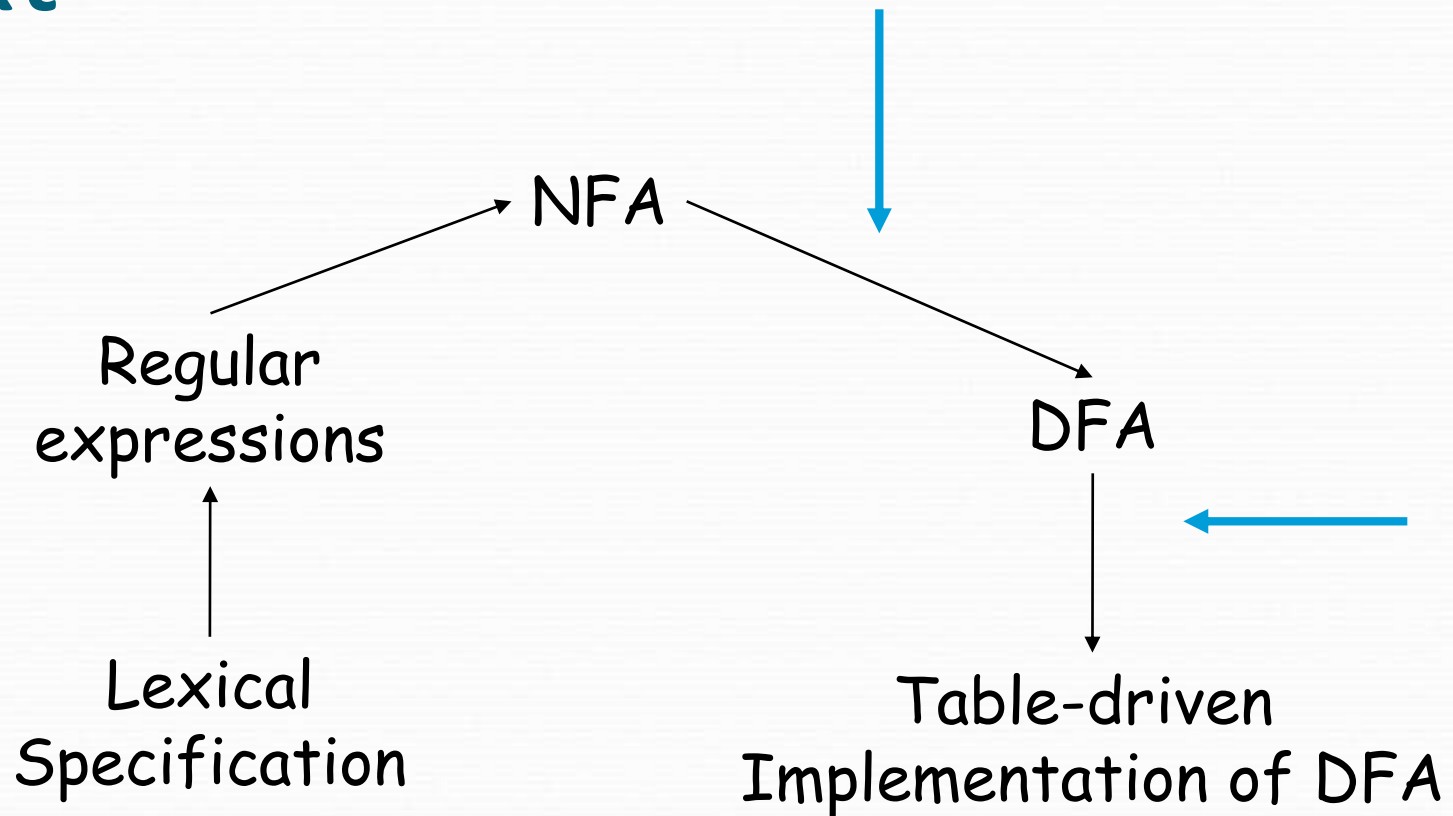 NFA
Regular
expressions
DFA
Lexical
Specification
Table-driven
Implementation of DFA